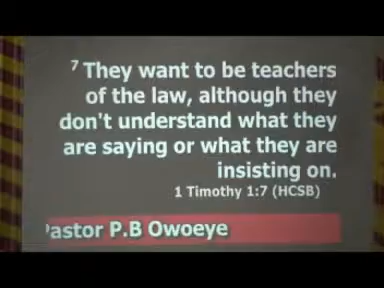 7 They want to be teachers
of the law, although they
don't understand what they
are saying or what they are
insisting on.
1 Timothy 1:7 (HCSB)
Pastor P.B Owoeye